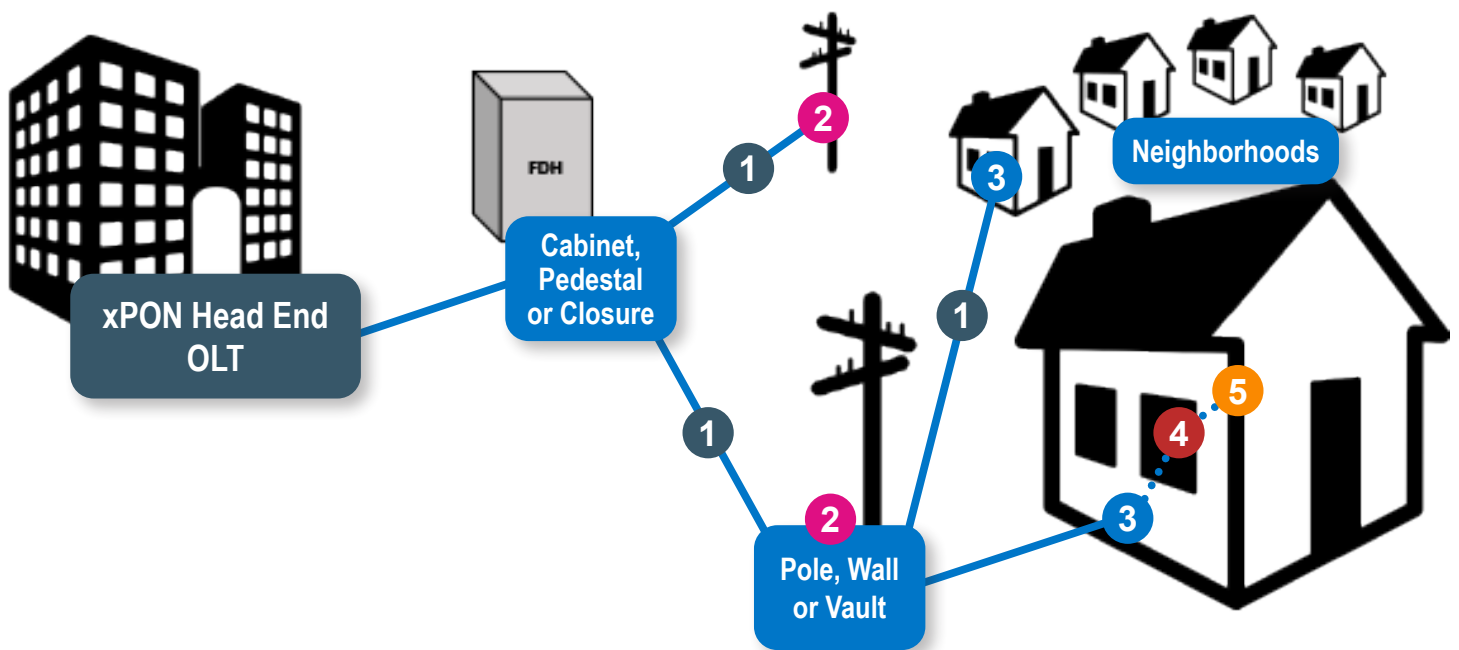 2
FDH
1
3
Neighborhoods
Cabinet,
Pedestal
or Closure
xPON Head End
OLT
1
1
5
4
2
3
Pole, Wall
or Vault